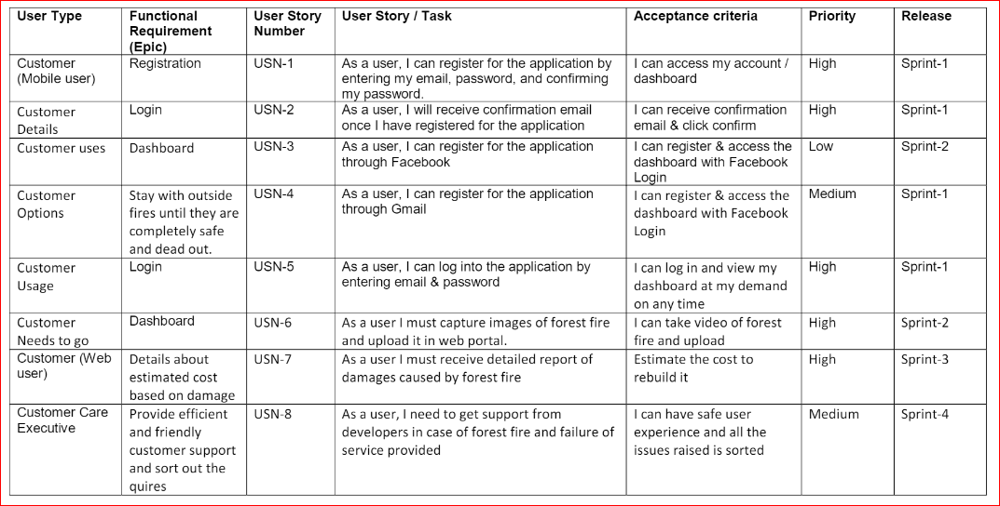 User Type
Functional
Requirement
(Epic)
User Story
Number
User Story / Task
Acceptance criteria
Priority
Release
Customer
(Mobile user)
Registration
USN-1
As a user, I can register for the application by
entering my email, password, and confirming
my password.
I can access my account /
dashboard
High
Sprint-1
Customer
Details
Login
USN-2
As a user, I will receive confirmation email
once I have registered for the application
I can receive confirmation
email & click confirm
High
Sprint-1
Customer uses
Dashboard
USN-3
As a user, I can register for the application
through Facebook
I can register & access the
dashboard with Facebook
Login
Low
Sprint-2
Customer
Options
Stay with outside
fires until they are
completely safe
and dead out.
USN-4
As a user, I can register for the application
through Gmail
I can register & access the
dashboard with Facebook
Login
Medium
Sprint-1
Customer
Usage
Login
USN-5
As a user, I can log into the application by
entering email & password
I can log in and view my
dashboard at my demand
on any time
High
Sprint-1
Customer
Needs to go
Dashboard
USN-6
As a user I must capture images of forest fire
and upload it in web portal.
I can take video of forest
fire and upload
High
Sprint-2
Customer (Web
user)
Details about
estimated cost
based on damage
USN-7
As a user I must receive detailed report of
damages caused by forest fire
Estimate the cost to
rebuild it
High
Sprint-3
Customer Care
Executive
Provide efficient
and friendly
customer support
and sort out the
quires
USN-8
As a user, I need to get support from
developers in case of forest fire and failure of
service provided
I can have safe user
experience and all the
issues raised is sorted
Medium
Sprint-4